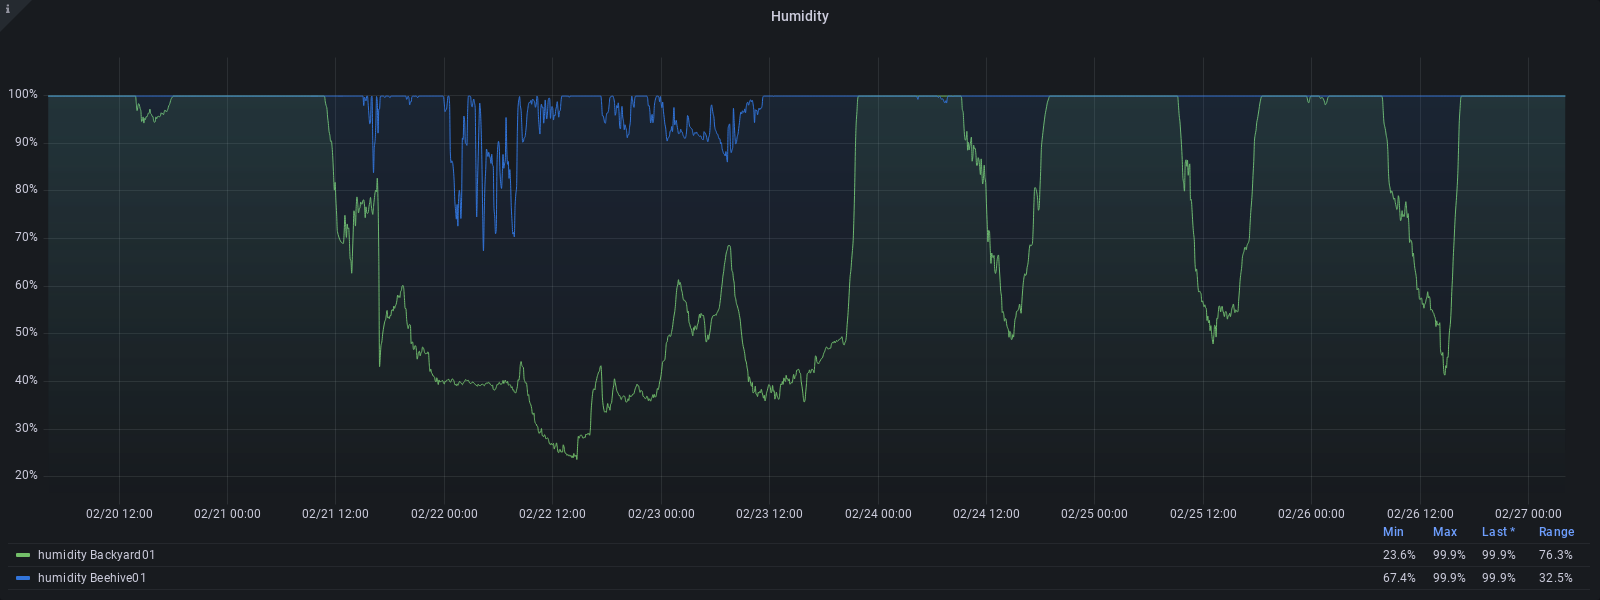 i
Humidity
100%
90%
80%
70%
60%
50%
40%
30%
20%
02/20 12:00 02/21 00:00 02/21 12:00 02/22 00:00 02/22 12:00 02/23 00:00 02/23 12:00 02/24 00:00 02/24 12:00 02/25 00:00 02/25 12:00 02/26 00:00 02/26 12:00 02/27 00:00
Min Max Last * Range
humidity Backyard01 23.6% 99.9% 99.9% 76.3%
humidity Beehive01 67.4% 99.9% 99.9% 32.5%